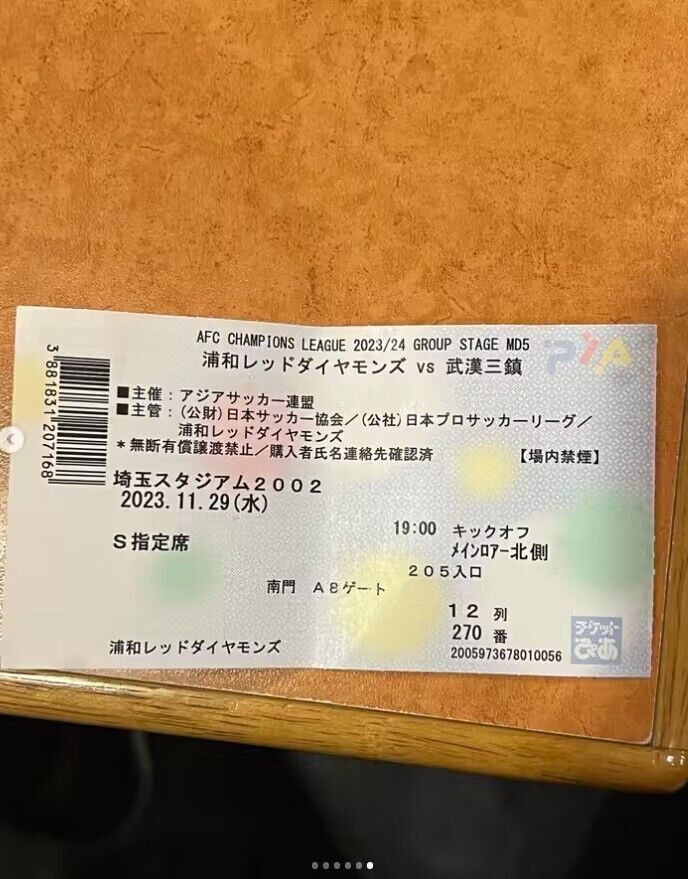 AFC CHAMPIONS LEAGUE 2023/24 GROUP STAGE MD5
浦和レッドダイヤモンズ vs 武漢三鎮
PIA
3881831207168
■主催：アジアサッカー連盟
■主管：(公財)日本サッカー協会／(公社)日本プロサッカーリーグ／
浦和レッドダイヤモンズ
＊無断有償譲渡禁止／購入者氏名連絡先確認済 【場内禁煙】
埼玉スタジアム２００２
2023.11.29(水)
19:00 キックオフ
Ｓ指定席
ﾒｲﾝﾛｱｰ北側
２０５入口
南門 Ａ８ゲート
１２ 列
270 番
浦和レッドダイヤモンズ
2005973678010056
チケットぴあ